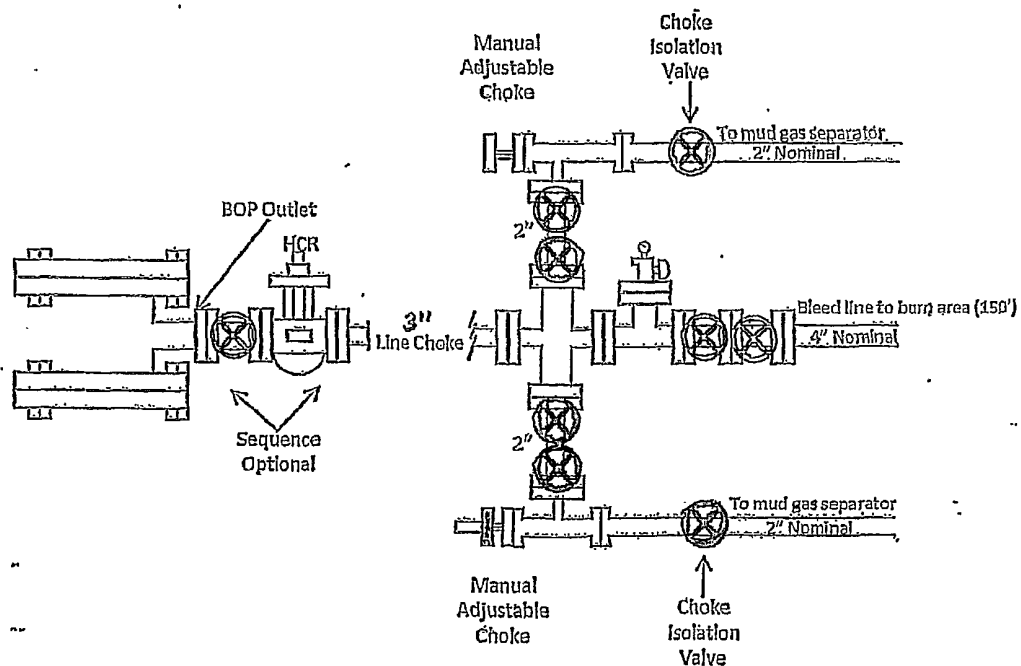 Choke
Isolation
Valve
Manual
Adjustable
Choke
To mud gas separator
2" Nominal
BOP Outlet
HCR
2"
3"
Line Choke
Bleed line to burn area (150')
4" Nominal
Sequence
Optional
2"
To mud gas separator
2" Nominal
Manual
Adjustable
Choke
Choke
Isolation
Valve